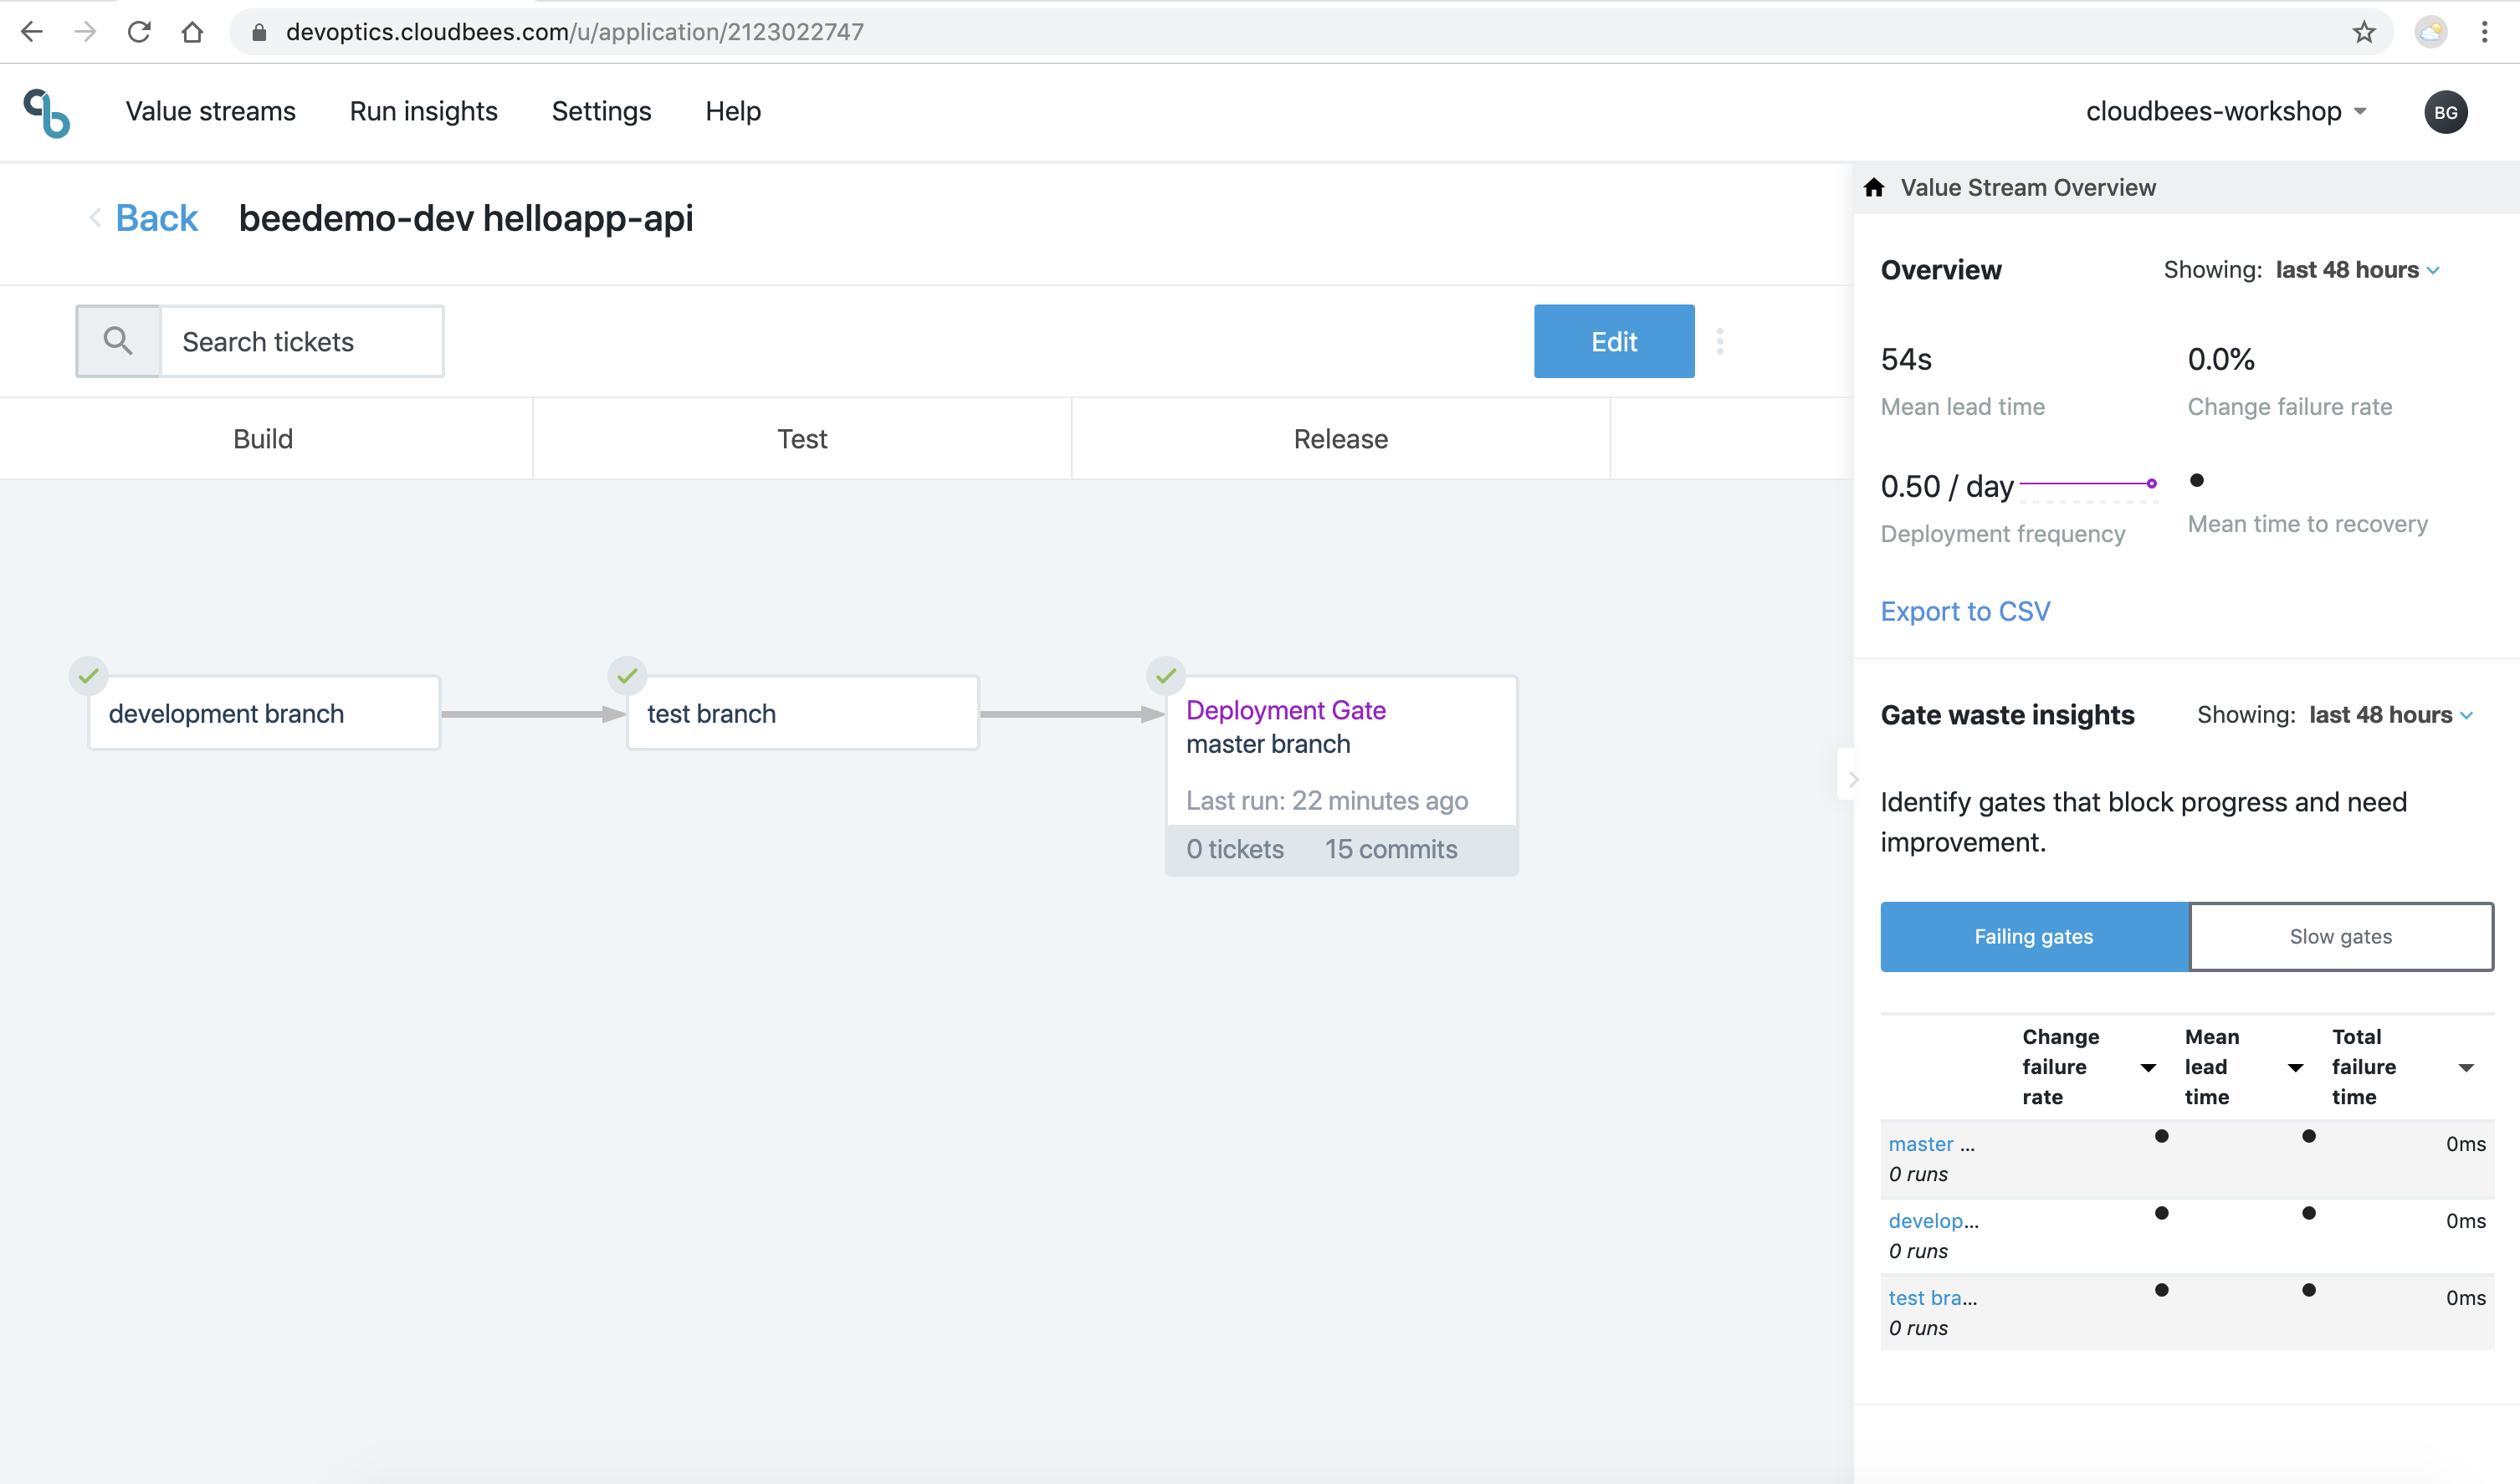 devoptics.cloudbees.com/u/application/2123022747
Value streams Run insights Settings Help cloudbees-workshop BG
Back beedemo-dev helloapp-api
Search tickets Edit
Build Test Release
development branch
test branch
Deployment Gate
master branch
Last run: 22 minutes ago
0 tickets 15 commits
Value Stream Overview
Overview Showing: last 48 hours
54s 0.0%
Mean lead time Change failure rate
0.50 / day
Deployment frequency Mean time to recovery
Export to CSV
Gate waste insights Showing: last 48 hours
Identify gates that block progress and need
improvement.
Failing gates Slow gates
Change Mean Total
failure lead failure
rate time time
master ... 0ms
0 runs
develop... 0ms
0 runs
test bra... 0ms
0 runs